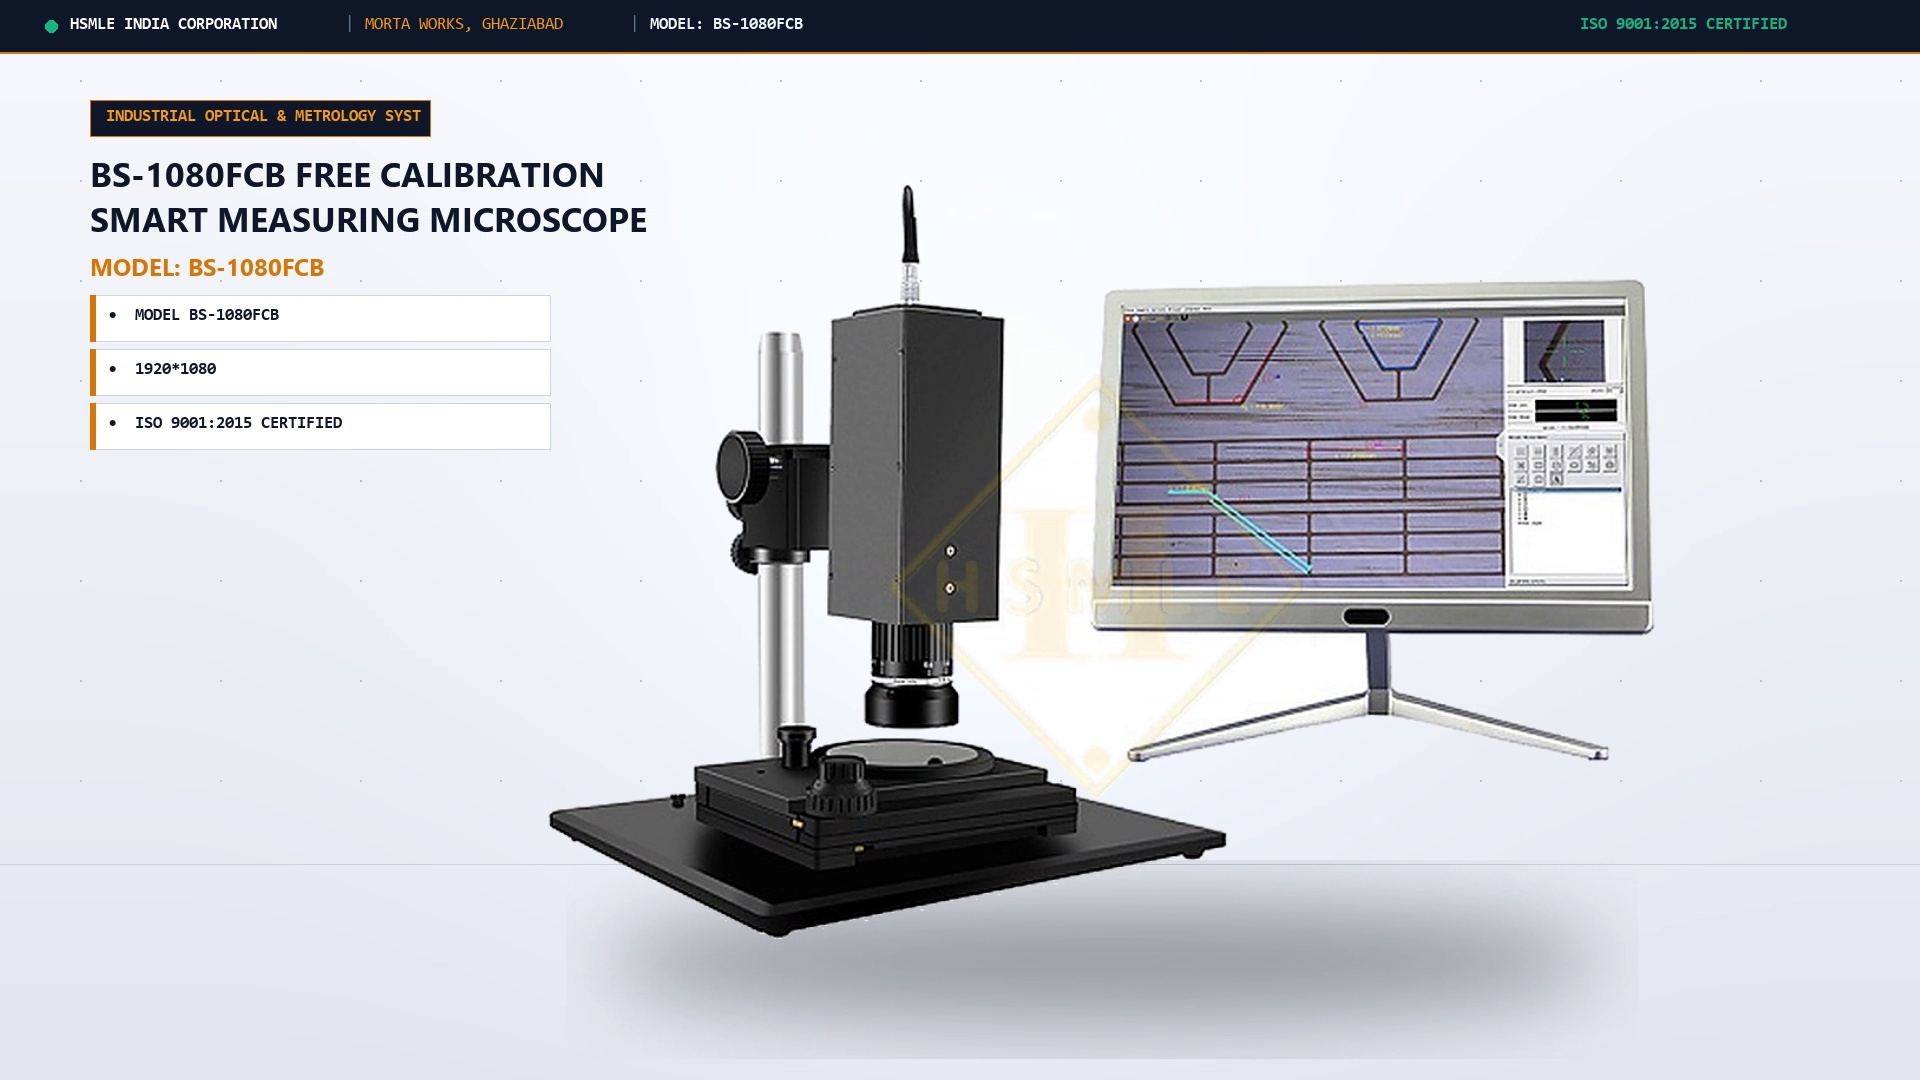 HSMLE INDIA CORPORATION | MORTA WORKS, GHAZIABAD | MODEL: BS-1080FCB
ISO 9001:2015 CERTIFIED
INDUSTRIAL OPTICAL & METROLOGY SYST
BS-1080FCB FREE CALIBRATION
SMART MEASURING MICROSCOPE
MODEL: BS-1080FCB
• MODEL BS-1080FCB
• 1920*1080
• ISO 9001:2015 CERTIFIED
H
HSMLE